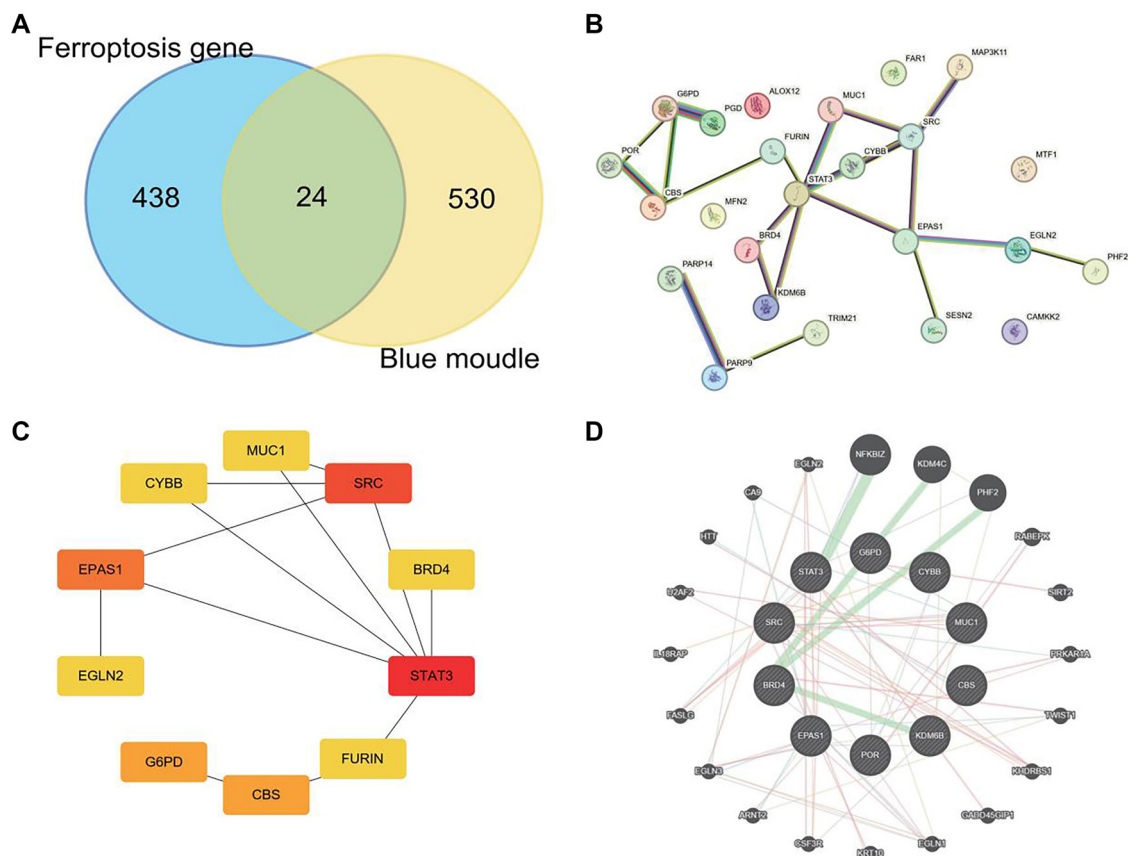 A
Ferroptosis gene
438
24
530
Blue moudle
B
FAR1
MAP3K11
G6PD
ALOX12
PGD
MUC1
SRC
FURIN
CYBB
POR
MTF1
STAT3
CBS
MFN2
BRD4
EPAS1
EGLN2
PHF2
PARP14
KDM6B
SESN2
CAMKK2
TRIM21
PARP9
C
MUC1
CYBB
SRC
EPAS1
BRD4
EGLN2
STAT3
G6PD
FURIN
CBS
D
NFKBIZ
KDM4C
EGLN2
PHF2
CA9
HTT
RABEPK
G6PD
STAT3
CYBB
U2AF2
SIRT2
SRC
MUC1
IL18RAP
PRKAR1A
BRD4
CBS
FASLG
TWIST1
EPAS1
KDM6B
POR
EGLN3
KHDRBS1
ARNT2
GADD45GIP1
CSF3R
EGLN1
KRT10